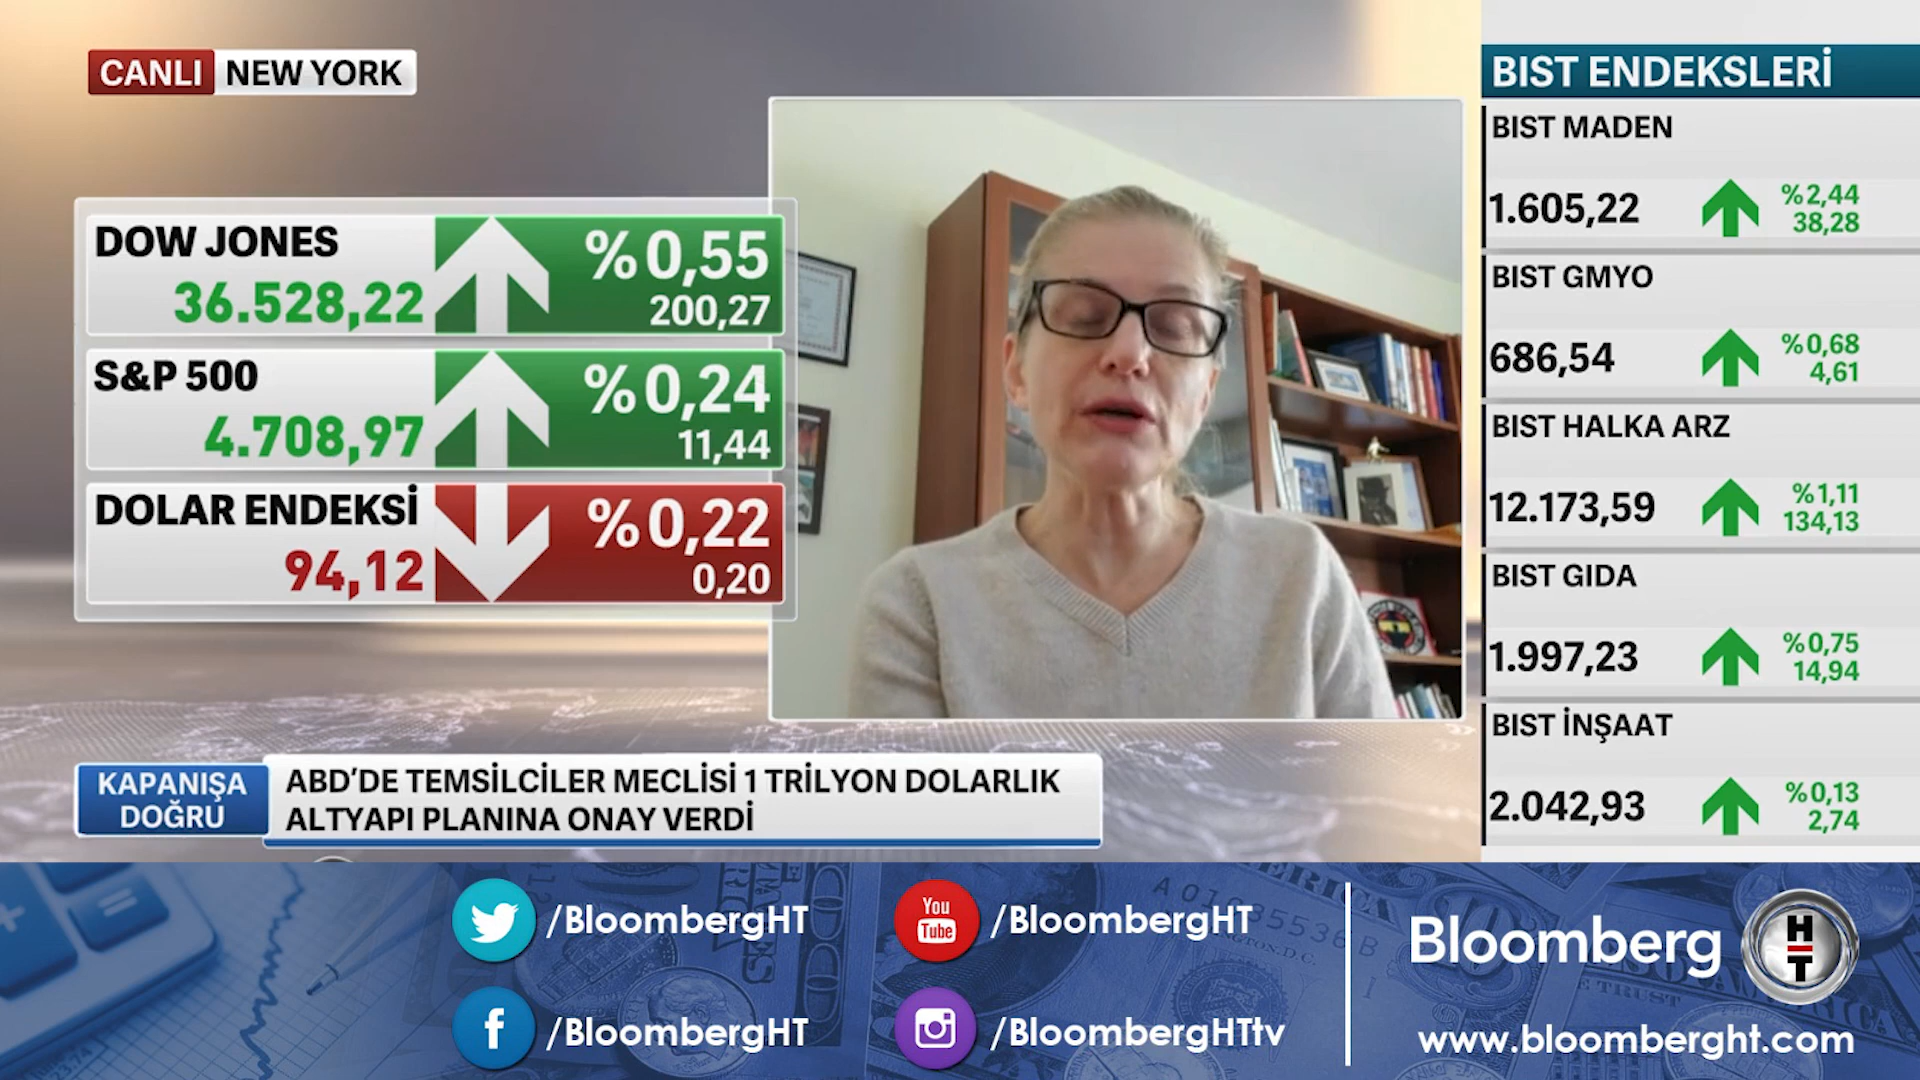 CANLI NEW YORK
DOW JONES
36.528,22
%0,55
200,27
S&P 500
4.708,97
%0,24
11,44
DOLAR ENDEKSİ
94,12
%0,22
0,20
KAPANIŞA
DOĞRU
ABD'DE TEMSİLCİLER MECLİSİ 1 TRİLYON DOLARLIK
ALTYAPI PLANINA ONAY VERDİ
BIST ENDEKSLERİ
BIST MADEN
1.605,22
%2,44
38,28
BIST GMYO
686,54
%0,68
4,61
BIST HALKA ARZ
12.173,59
%1,11
134,13
BIST GIDA
1.997,23
%0,75
14,94
BIST İNŞAAT
2.042,93
%0,13
2,74
/BloombergHT
You
Tube
/BloombergHT
f
/BloombergHT
/BloombergHTtv
Bloomberg HT
www.bloomberght.com